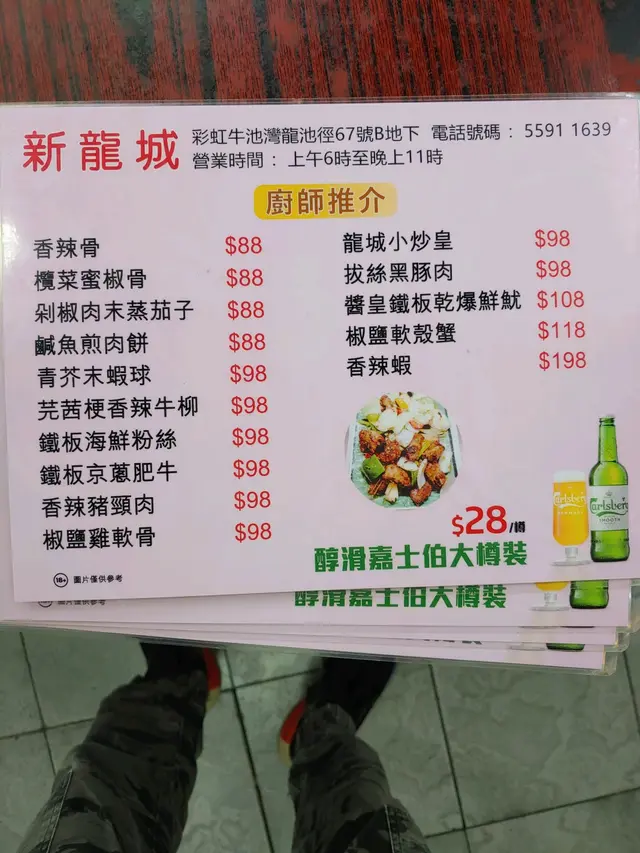 新龍城
彩虹牛池灣龍池徑67號B地下 電話號碼： 5591 1639
營業時間： 上午6時至晚上11時
廚師推介
香辣骨 $88
欖菜蜜椒骨 $88
剁椒肉末蒸茄子 $88
鹹魚煎肉餅 $88
青芥末蝦球 $98
芫茜梗香辣牛柳 $98
鐵板海鮮粉絲 $98
鐵板京蔥肥牛 $98
香辣豬頸肉 $98
椒鹽雞軟骨 $98
龍城小炒皇 $98
拔絲黑豚肉 $98
醬皇鐵板乾爆鮮魷 $108
椒鹽軟殼蟹 $118
香辣蝦 $198
Carlsberg
Carlsberg
SMOOTH
$28/樽
醇滑嘉士伯大樽裝
18+ 圖片僅供參考
醇滑嘉士伯大樽裝
圖片僅供參考